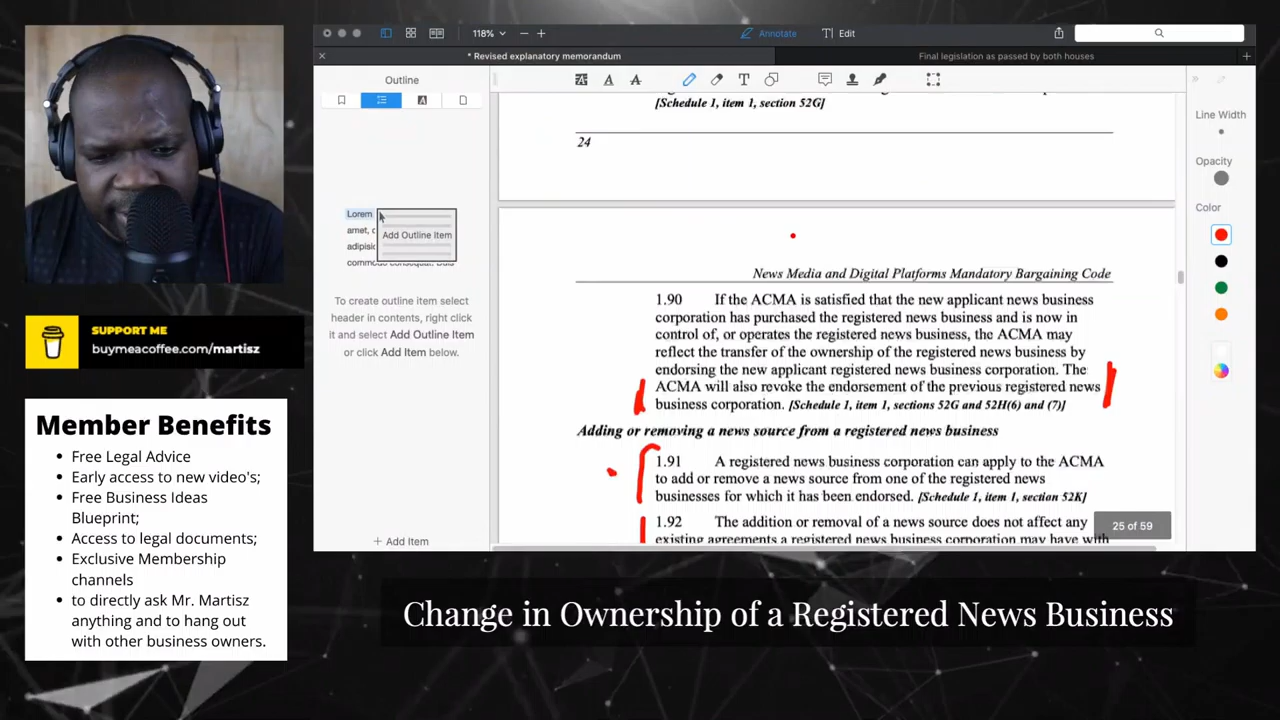 118%
Annotate
Edit
* Revised explanatory memorandum
Final legislation as passed by both houses
Outline
Lorem
amet,
Add Outline Item
To create outline item select
header in contents, right click
it and select Add Outline Item
or click Add Item below.
+ Add Item
[Schedule 1, item 1, section 52G]
24
News Media and Digital Platforms Mandatory Bargaining Code
1.90 If the ACMA is satisfied that the new applicant news business
corporation has purchased the registered news business and is now in
control of, or operates the registered news business, the ACMA may
reflect the transfer of the ownership of the registered news business by
endorsing the new applicant registered news business corporation. The
ACMA will also revoke the endorsement of the previous registered news
business corporation. [Schedule 1, item 1, sections 52G and 52H(6) and (7)]
Adding or removing a news source from a registered news business
1.91 A registered news business corporation can apply to the ACMA
to add or remove a news source from one of the registered news
businesses for which it has been endorsed. [Schedule 1, item 1, section 52K]
1.92 The addition or removal of a news source does not affect any
existing agreements a registered news business corporation may have with
25 of 59
Line Width
Opacity
Color
SUPPORT ME
buymeacoffee.com/martisz
Member Benefits
• Free Legal Advice
• Early access to new video's;
• Free Business Ideas
Blueprint;
• Access to legal documents;
• Exclusive Membership
channels
• to directly ask Mr. Martisz
anything and to hang out
with other business owners.
Change in Ownership of a Registered News Business